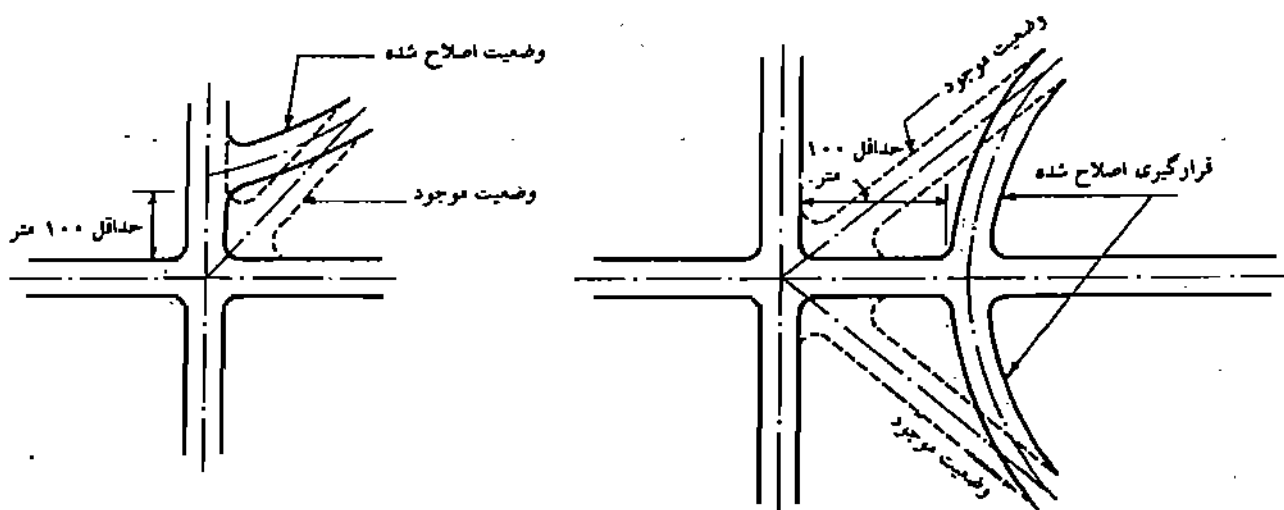 وضعیت اصلاح شده
وضعیت موجود
حداقل ۱۰۰ متر
وضعیت موجود
حداقل ۱۰۰
متر
قرارگیری اصلاح شده
وضعیت موجود